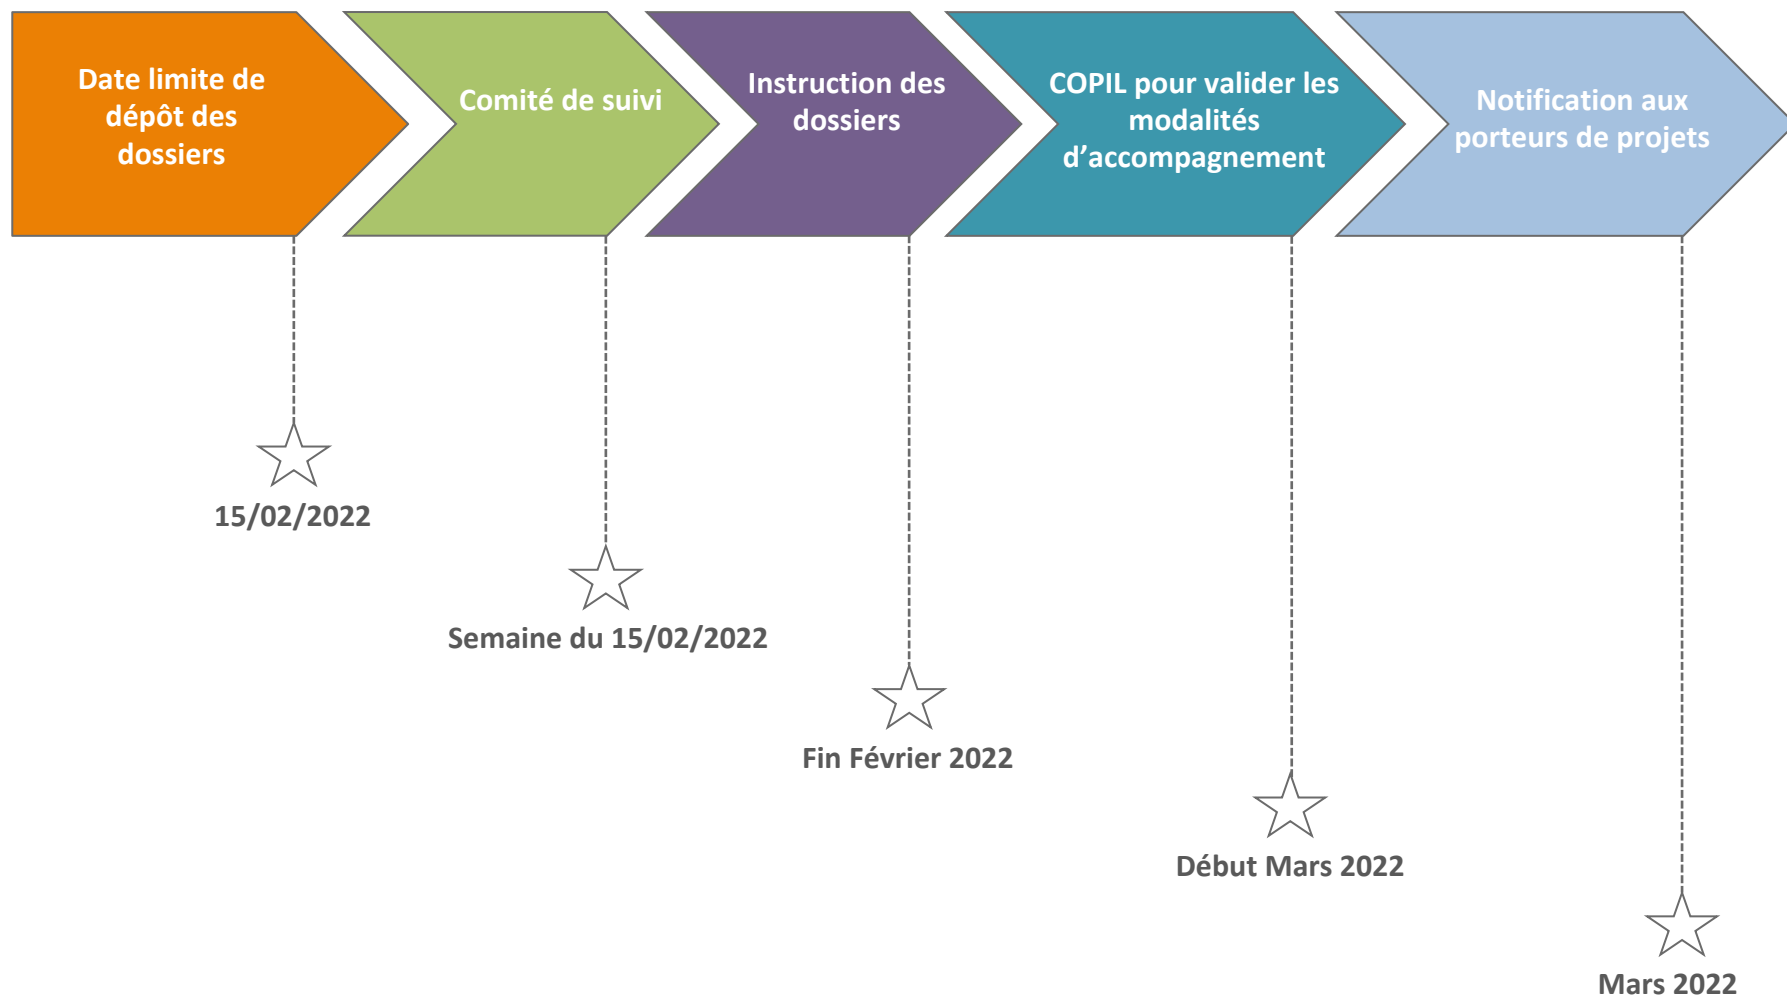 Date limite de
dépôt des
dossiers
Comité de suivi
Instruction des
dossiers
COPIL pour valider les
modalités
d’accompagnement
Notification aux
porteurs de projets
15/02/2022
Semaine du 15/02/2022
Fin Février 2022
Début Mars 2022
Mars 2022